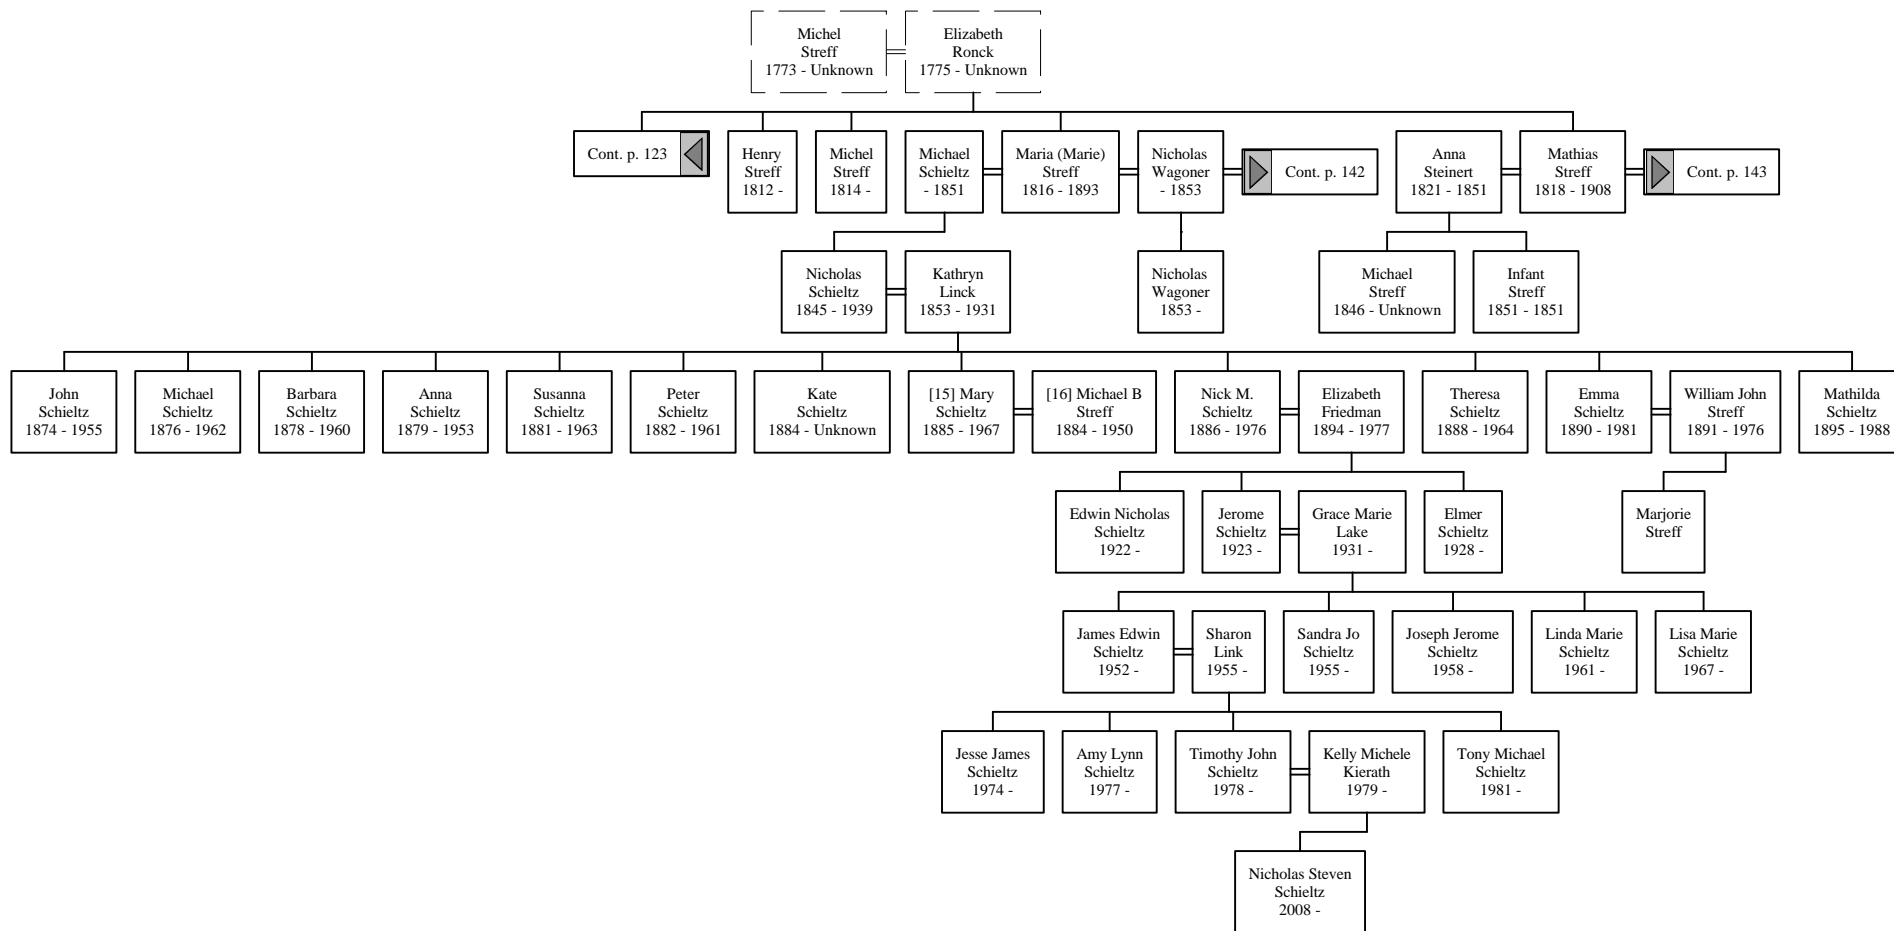 Michel
Streff
1773 - Unknown
Elizabeth
Ronck
1775 - Unknown
Cont. p. 123
Henry
Streff
1812 -
Michel
Streff
1814 -
Michael
Schieltz
- 1851
Maria (Marie)
Streff
1816 - 1893
Nicholas
Wagoner
- 1853
Cont. p. 142
Anna
Steinert
1821 - 1851
Mathias
Streff
1818 - 1908
Cont. p. 143
Nicholas
Schieltz
1845 - 1939
Kathryn
Linck
1853 - 1931
Nicholas
Wagoner
1853 -
Michael
Streff
1846 - Unknown
Infant
Streff
1851 - 1851
John
Schieltz
1874 - 1955
Michael
Schieltz
1876 - 1962
Barbara
Schieltz
1878 - 1960
Anna
Schieltz
1879 - 1953
Susanna
Schieltz
1881 - 1963
Peter
Schieltz
1882 - 1961
Kate
Schieltz
1884 - Unknown
[15] Mary
Schieltz
1885 - 1967
[16] Michael B
Streff
1884 - 1950
Nick M.
Schieltz
1886 - 1976
Elizabeth
Friedman
1894 - 1977
Theresa
Schieltz
1888 - 1964
Emma
Schieltz
1890 - 1981
William John
Streff
1891 - 1976
Mathilda
Schieltz
1895 - 1988
Edwin Nicholas
Schieltz
1922 -
Jerome
Schieltz
1923 -
Grace Marie
Lake
1931 -
Elmer
Schieltz
1928 -
Marjorie
Streff
James Edwin
Schieltz
1952 -
Sharon
Link
1955 -
Sandra Jo
Schieltz
1955 -
Joseph Jerome
Schieltz
1958 -
Linda Marie
Schieltz
1961 -
Lisa Marie
Schieltz
1967 -
Jesse James
Schieltz
1974 -
Amy Lynn
Schieltz
1977 -
Timothy John
Schieltz
1978 -
Kelly Michele
Kierath
1979 -
Tony Michael
Schieltz
1981 -
Nicholas Steven
Schieltz
2008 -